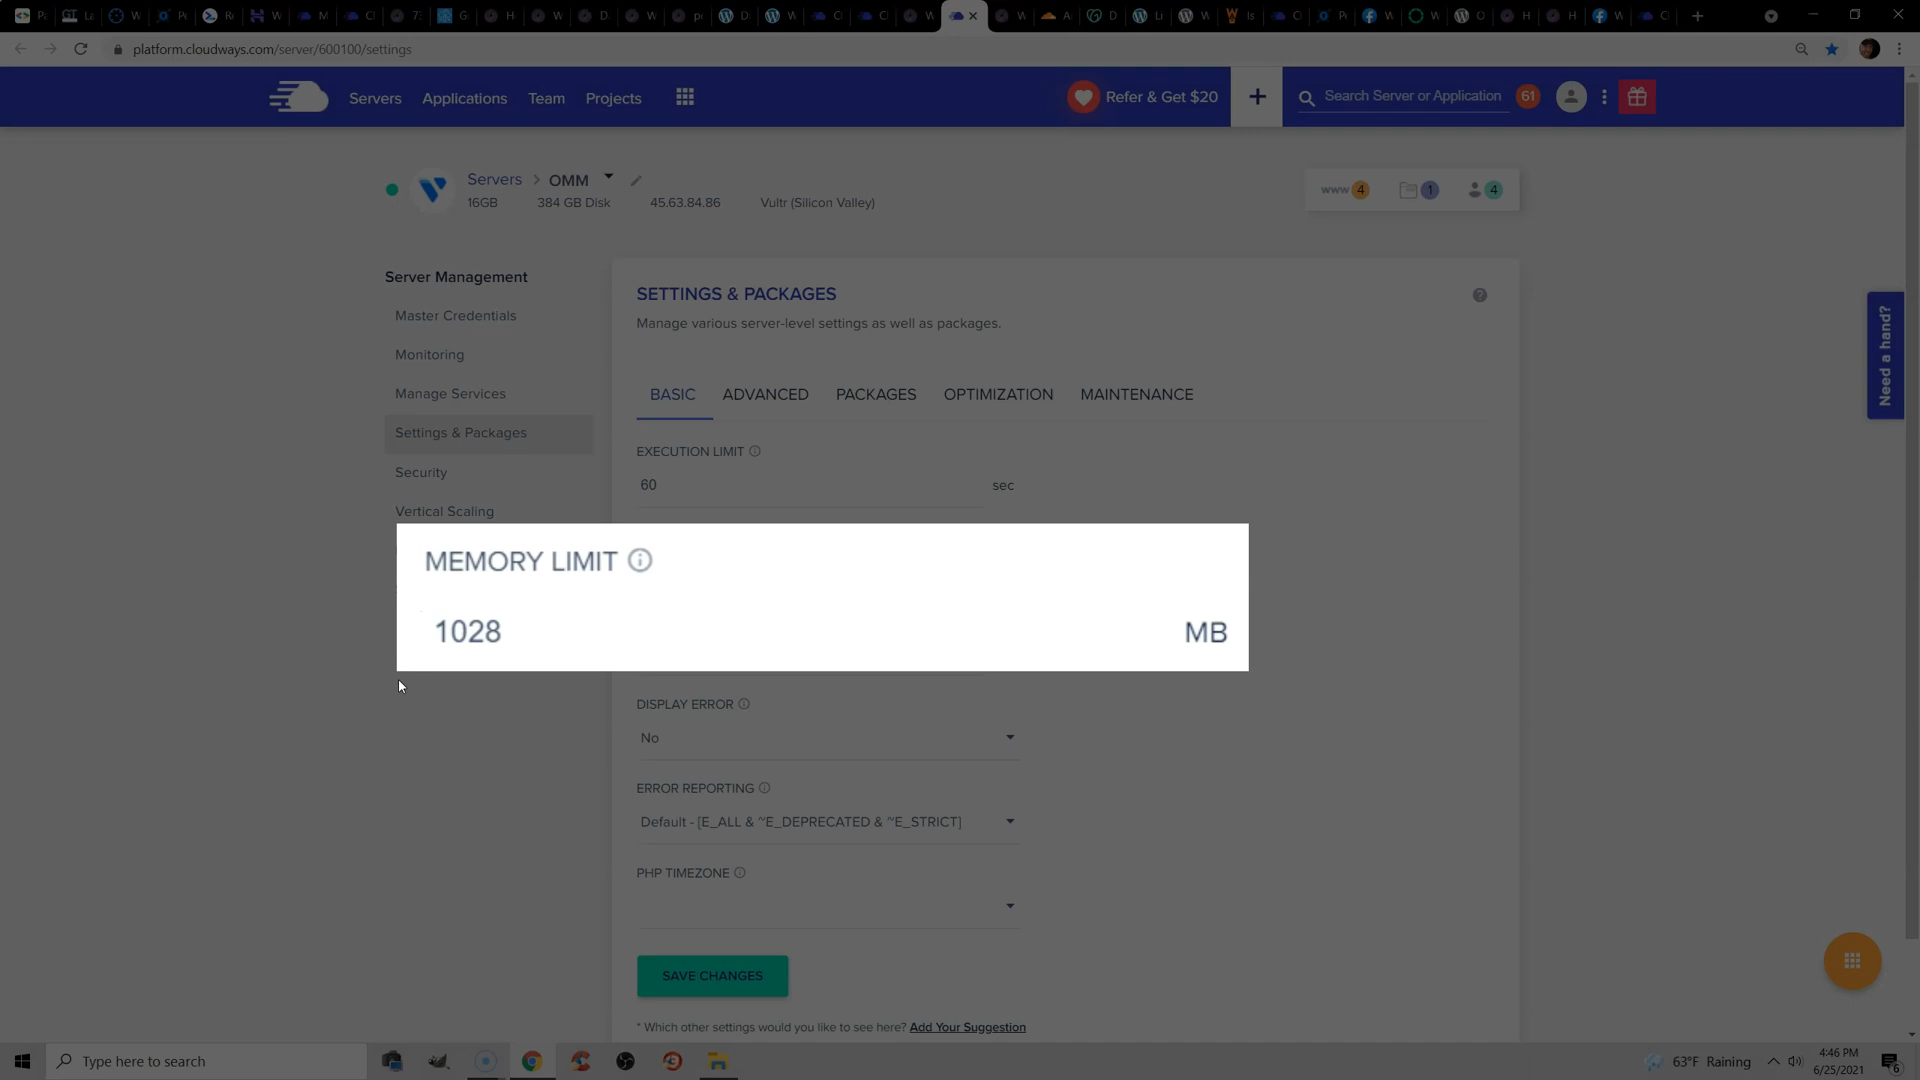 platform.cloudways.com/server/600100/settings
Servers
Applications
Team
Projects
Refer & Get $20
+
Search Server or Application
61
Servers > OMM
16GB
384 GB Disk
45.63.84.86
Vultr (Silicon Valley)
www 4
1
4
Server Management
Master Credentials
Monitoring
Manage Services
Settings & Packages
Security
Vertical Scaling
SETTINGS & PACKAGES
Manage various server-level settings as well as packages.
BASIC
ADVANCED
PACKAGES
OPTIMIZATION
MAINTENANCE
EXECUTION LIMIT
60
sec
MEMORY LIMIT
1028
MB
DISPLAY ERROR
No
ERROR REPORTING
Default - [E_ALL & ~E_DEPRECATED & ~E_STRICT]
PHP TIMEZONE
SAVE CHANGES
* Which other settings would you like to see here? Add Your Suggestion
Need a hand?
Type here to search
63°F Raining
4:46 PM
6/25/2021
6